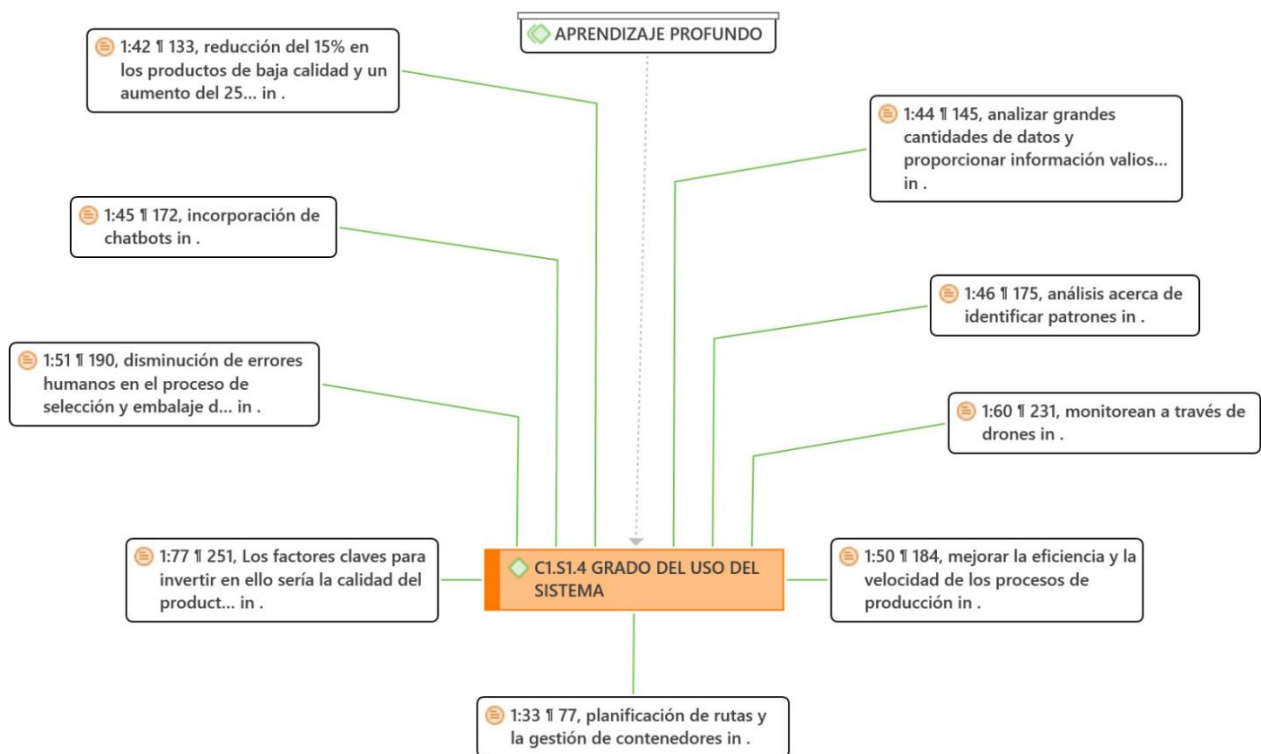 APRENDIZAJE PROFUNDO
1:42 ¶ 133, reducción del 15% en
los productos de baja calidad y un
aumento del 25... in .
1:44 ¶ 145, analizar grandes
cantidades de datos y
proporcionar información valios...
in .
1:45 ¶ 172, incorporación de
chatbots in .
1:46 ¶ 175, análisis acerca de
identificar patrones in .
1:51 ¶ 190, disminución de errores
humanos en el proceso de
selección y embalaje d... in .
1:60 ¶ 231, monitorean a través de
drones in .
1:77 ¶ 251, Los factores claves para
invertir en ello sería la calidad del
product... in .
C1.S1.4 GRADO DEL USO DEL
SISTEMA
1:50 ¶ 184, mejorar la eficiencia y la
velocidad de los procesos de
producción in .
1:33 ¶ 77, planificación de rutas y
la gestión de contenedores in .